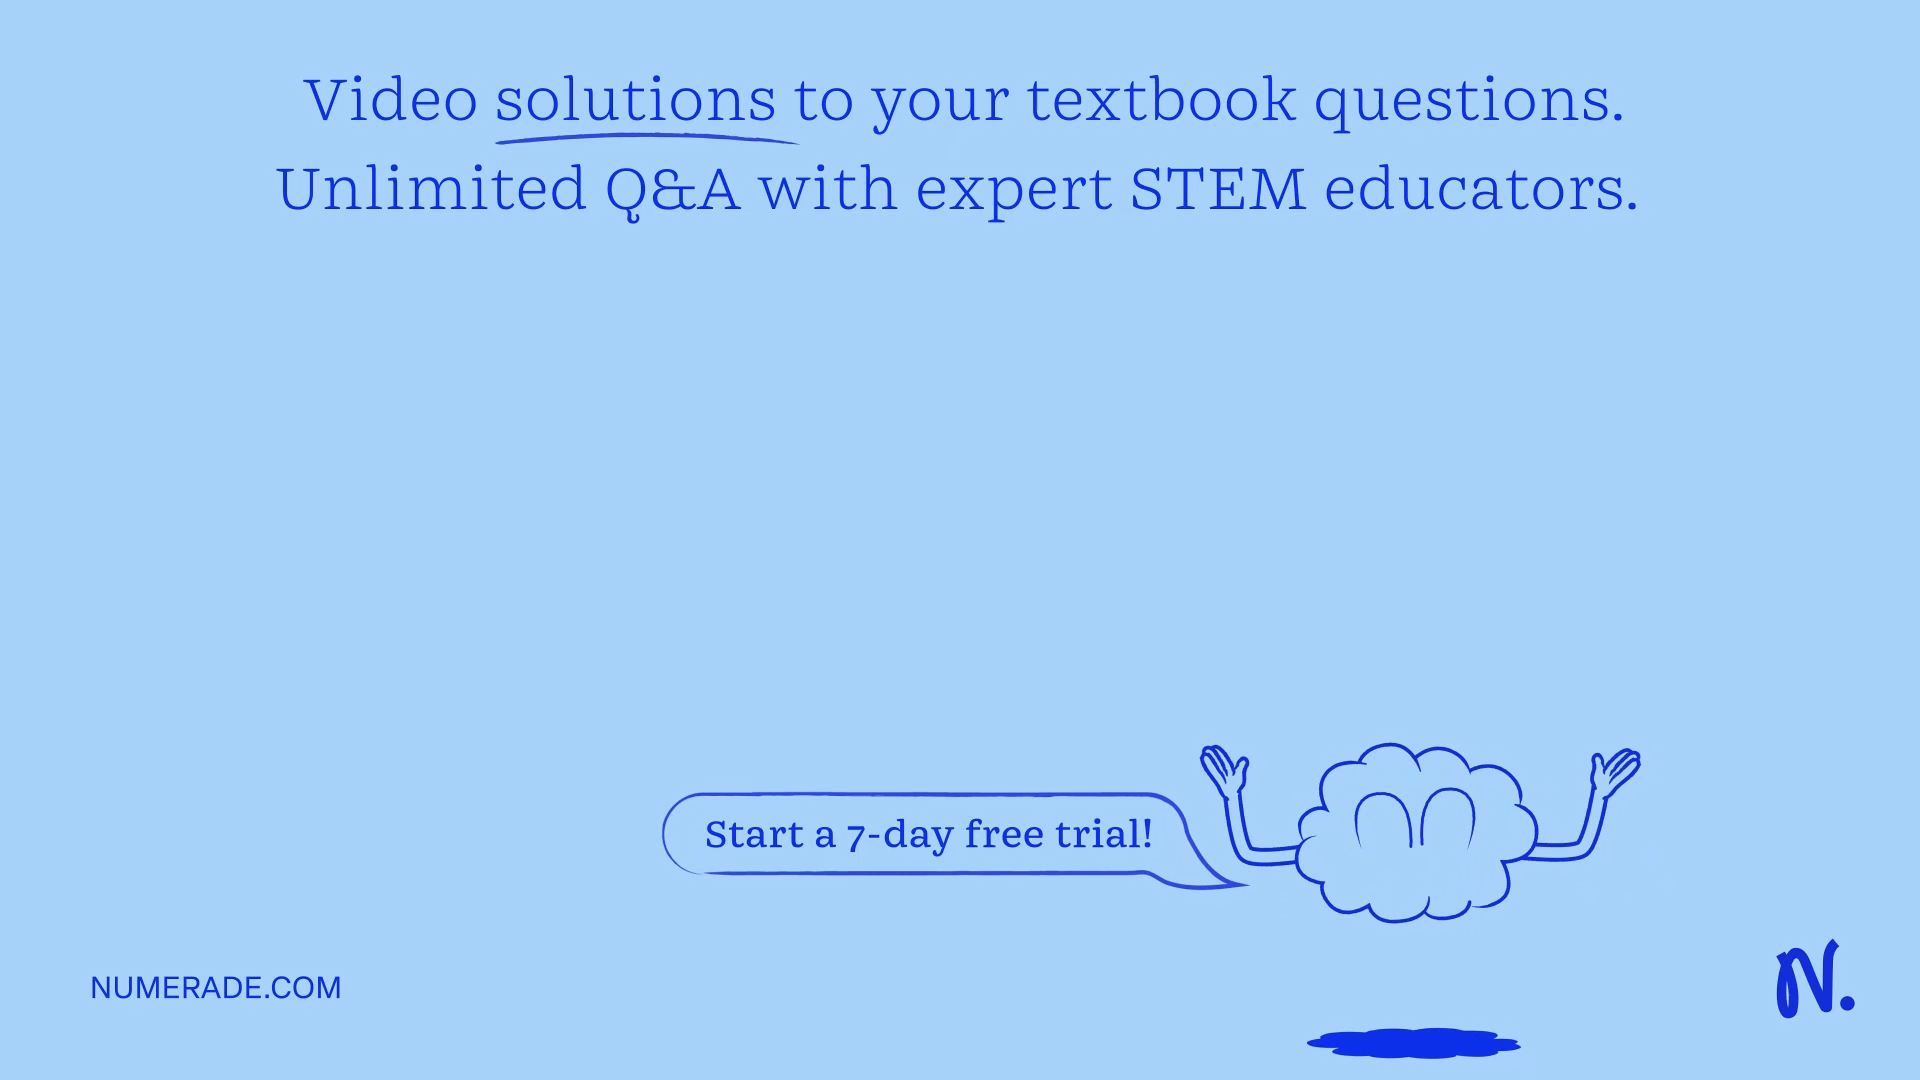 Video solutions to your textbook questions.
Unlimited Q&A with expert STEM educators.
Start a 7-day free trial!
NUMERADE.COM
N.